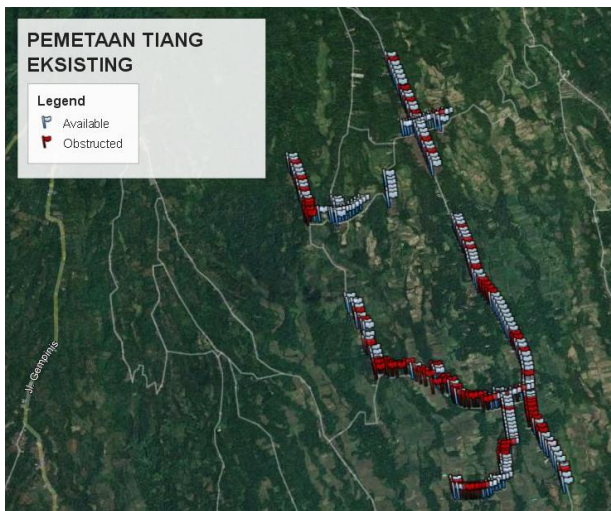 PEMETAAN TIANG
EKSISTING
Legend
Available
Obstructed
Jl. Gempinis